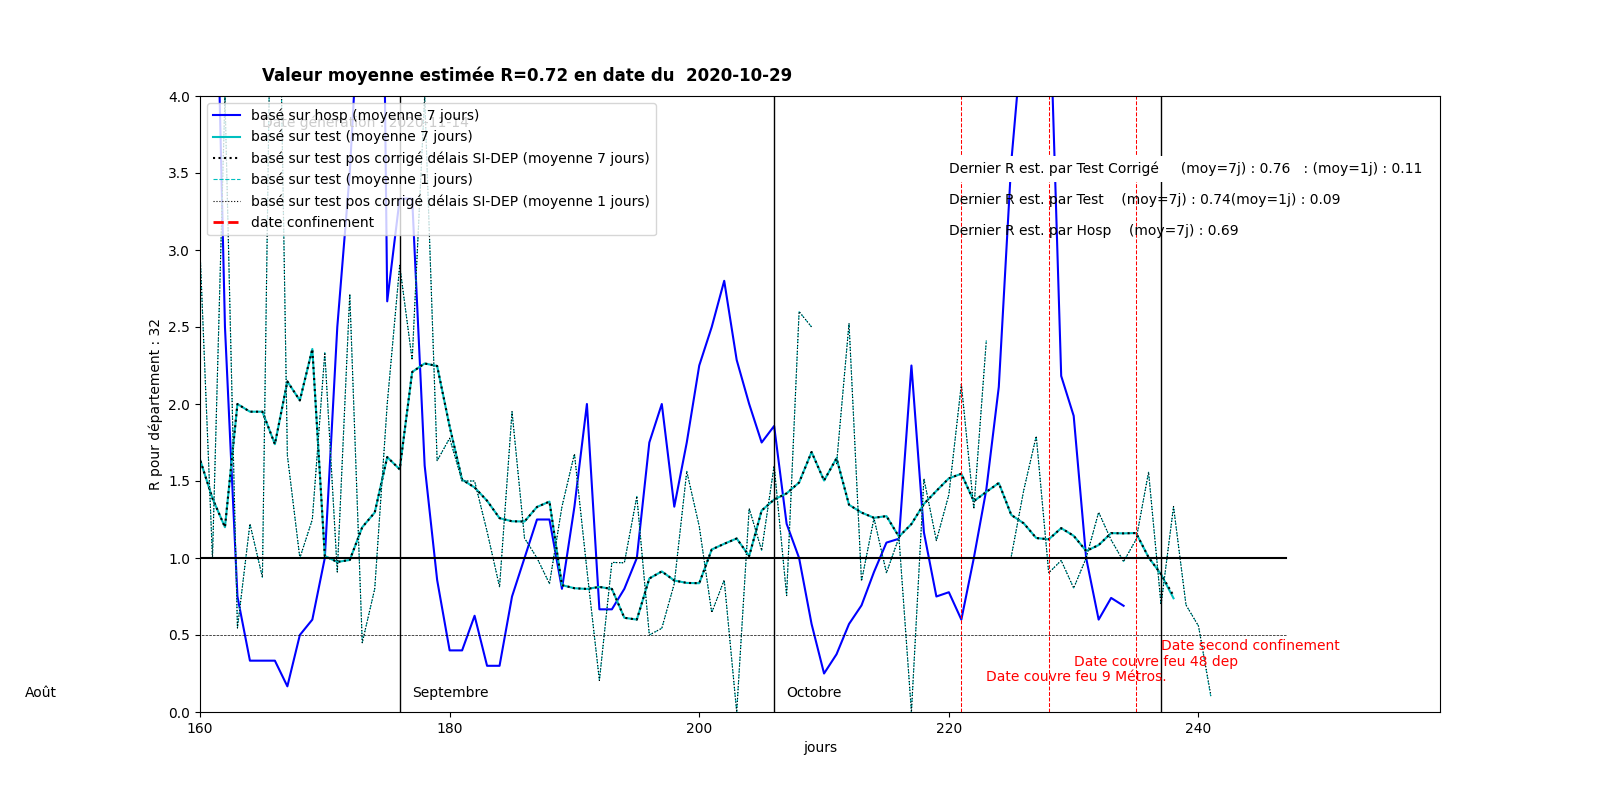 Valeur moyenne estimée R=0.72 en date du  2020-10-29
Date génération : 2020-11-14
basé sur hosp (moyenne 7 jours)
basé sur test (moyenne 7 jours)
basé sur test pos corrigé délais SI-DEP (moyenne 7 jours)
basé sur test (moyenne 1 jours)
basé sur test pos corrigé délais SI-DEP (moyenne 1 jours)
date confinement
Dernier R est. par Test Corrigé     (moy=7j) : 0.76   : (moy=1j) : 0.11
Dernier R est. par Test    (moy=7j) : 0.74(moy=1j) : 0.09
Dernier R est. par Hosp    (moy=7j) : 0.69
4.0
3.5
3.0
2.5
2.0
1.5
1.0
0.5
0.0
R pour département : 32
Date second confinement
Date couvre feu 48 dep
Date couvre feu 9 Métros.
Août
Septembre
Octobre
160
180
200
220
240
jours